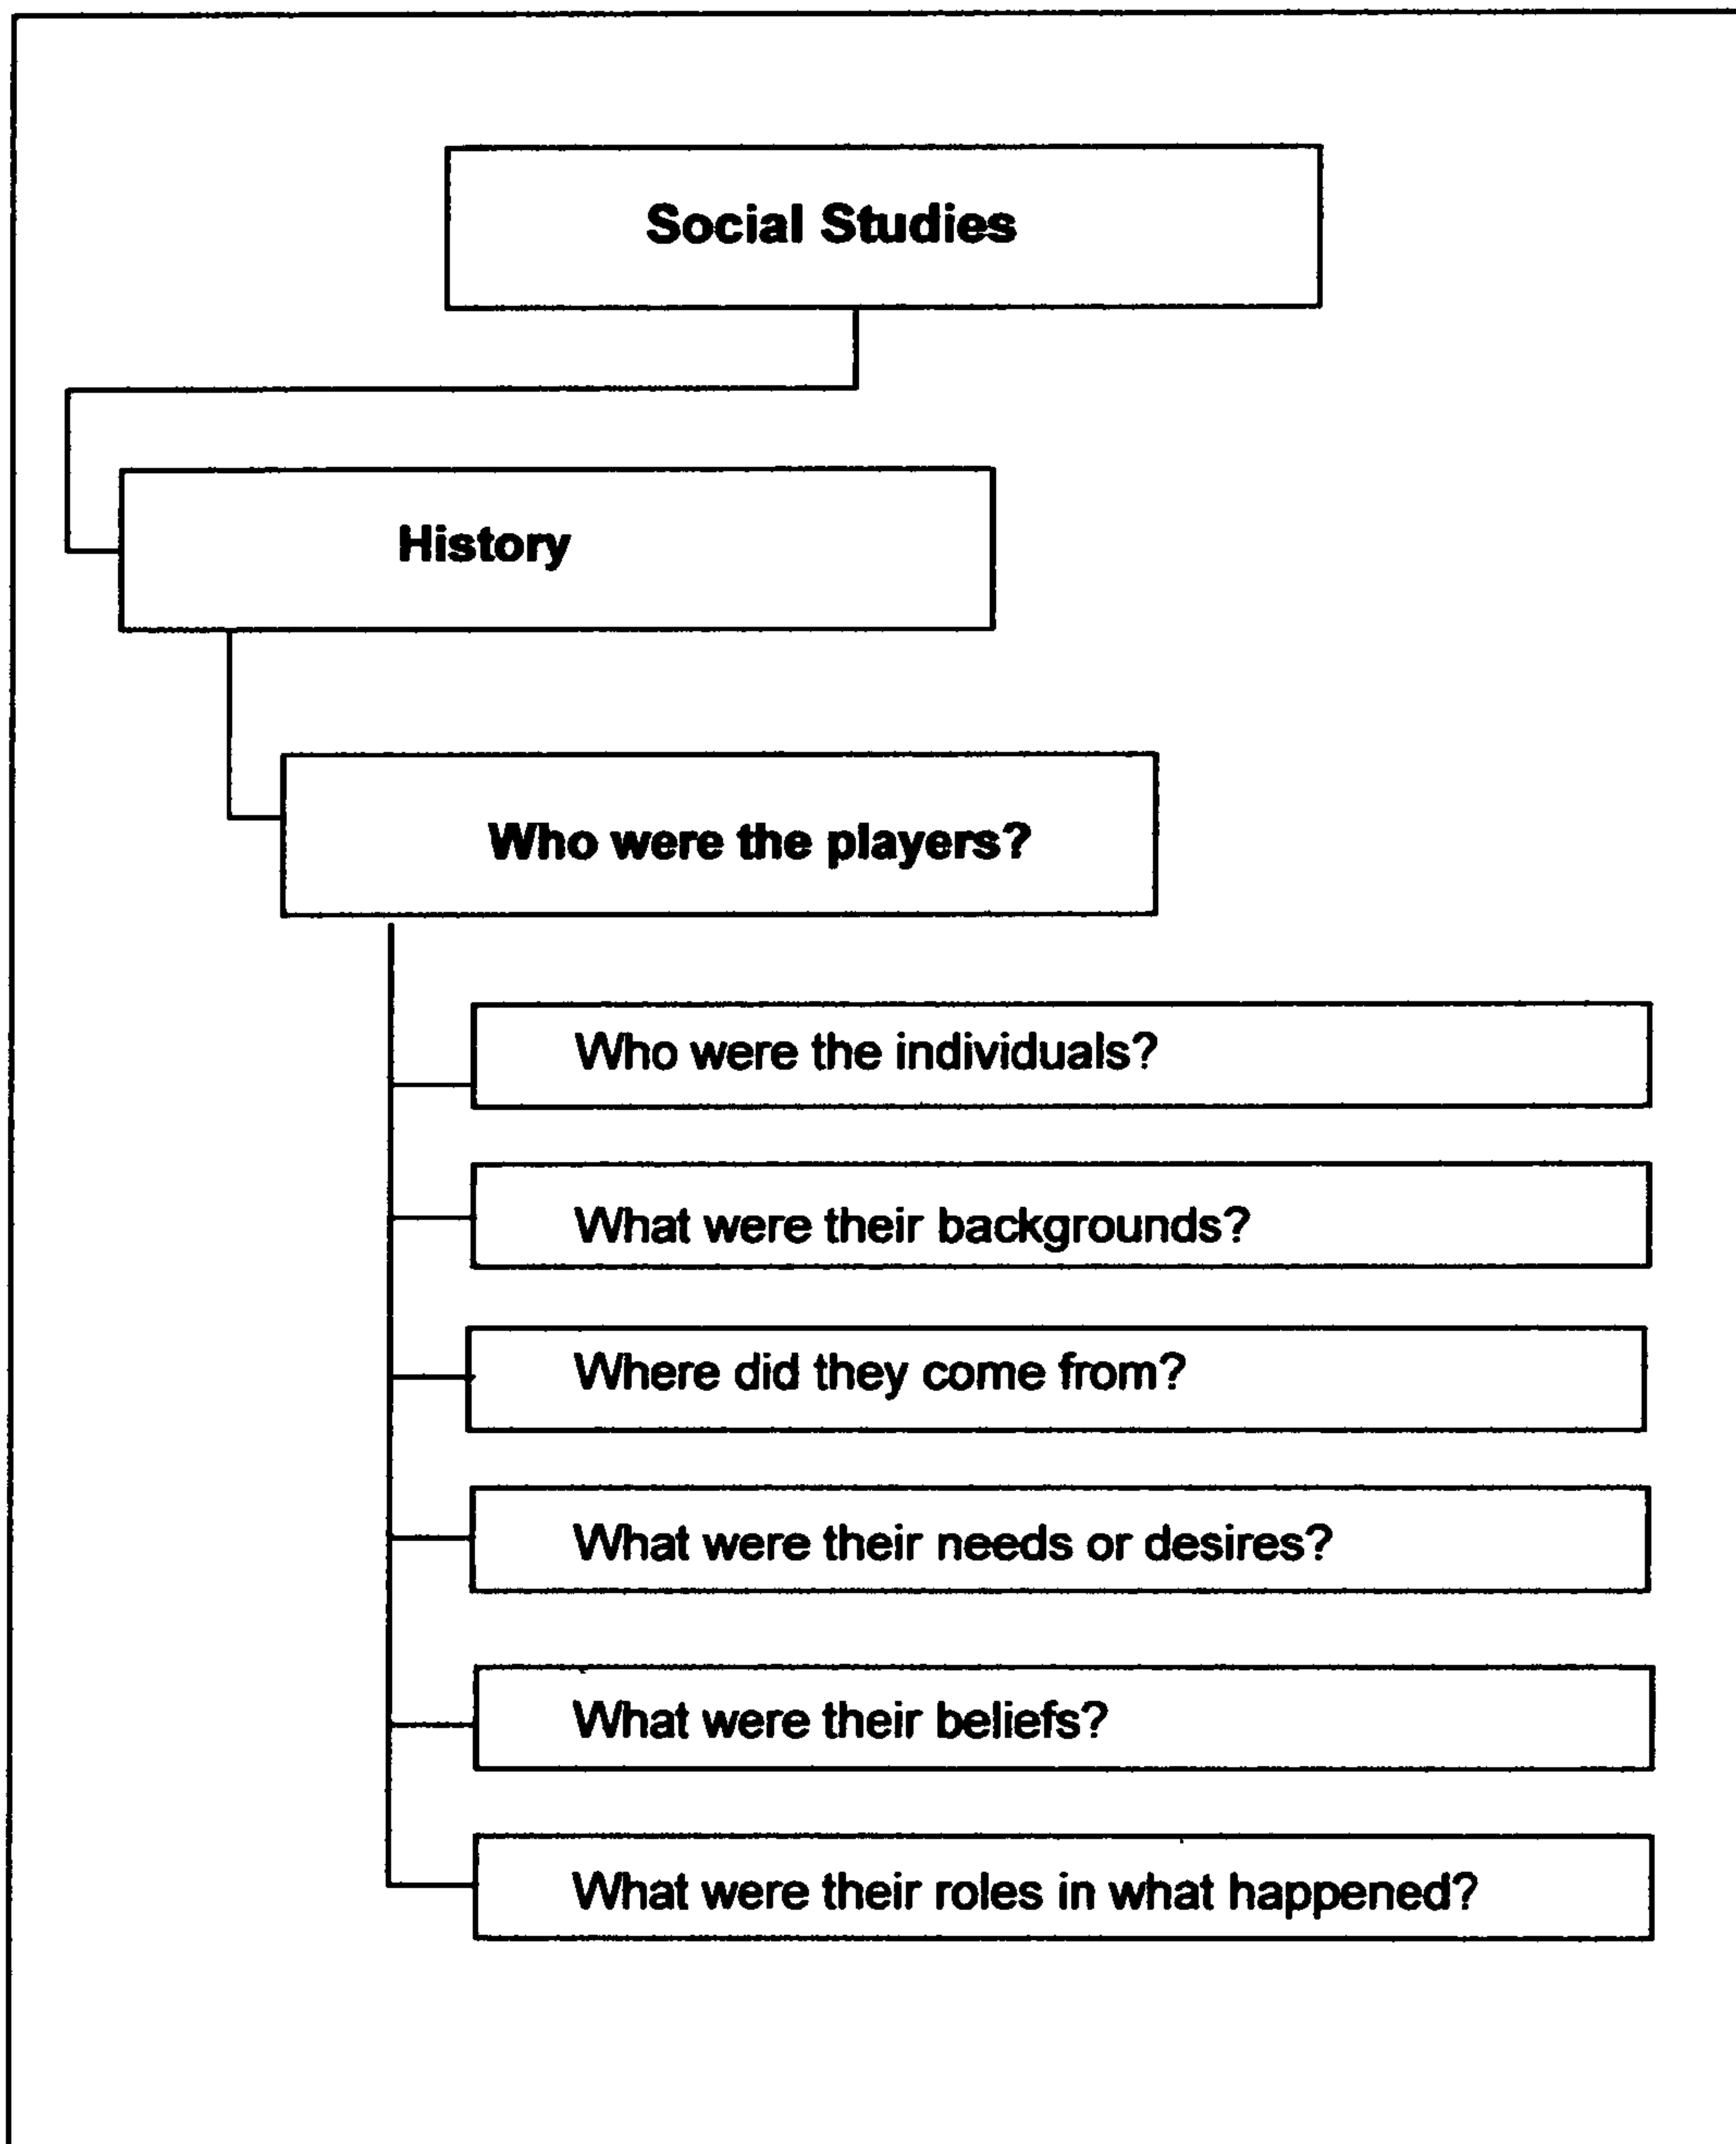 Social Studies
History
Who were the players?
Who were the individuals?
What were their backgrounds?
Where did they come from?
What were their needs or desires?
What were their beliefs?
What were their roles in what happened?